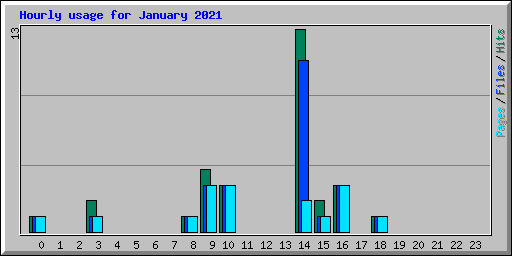 Hourly usage for January 2021
13
Pages/Files/Hits
0 1 2 3 4 5 6 7 8 9 10 11 12 13 14 15 16 17 18 19 20 21 22 23